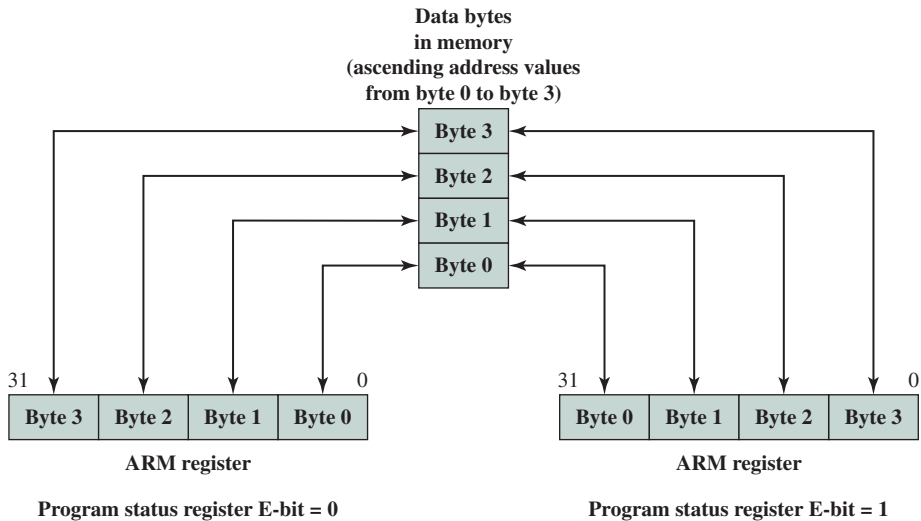 Data bytes
in memory
(ascending address values
from byte 0 to byte 3)
Byte 3
Byte 2
Byte 1
Byte 0
31 0
Byte 3 Byte 2 Byte 1 Byte 0
ARM register
Program status register E-bit = 0
31 0
Byte 0 Byte 1 Byte 2 Byte 3
ARM register
Program status register E-bit = 1